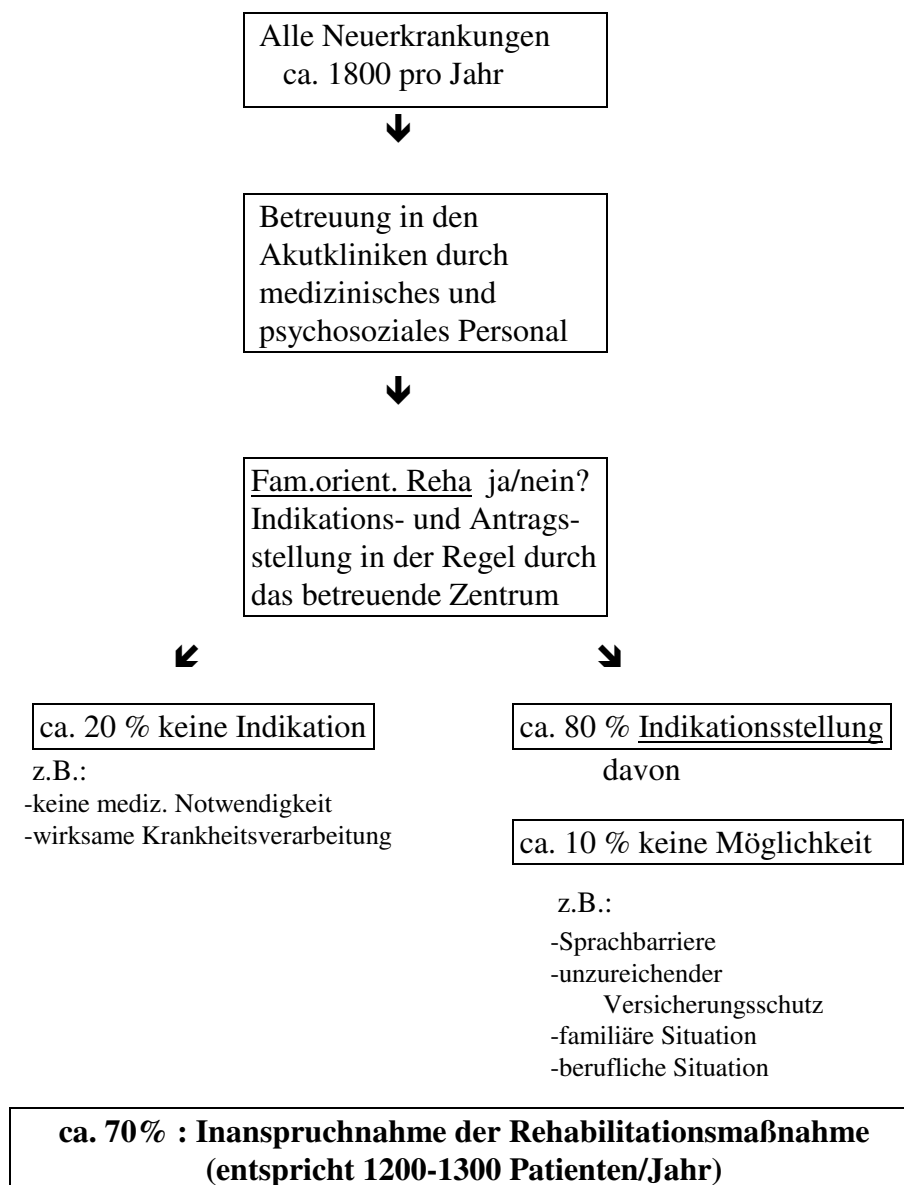 Alle Neuerkrankungen
ca. 1800 pro Jahr
Betreuung in den
Akutkliniken durch
medizinisches und
psychosoziales Personal
Fam.orient. Reha ja/nein?
Indikations- und Antrags-
stellung in der Regel durch
das betreuende Zentrum
ca. 20 % keine Indikation
z.B.:
-keine mediz. Notwendigkeit
-wirksame Krankheitsverarbeitung
ca. 80 % Indikationsstellung
davon
ca. 10 % keine Möglichkeit
z.B.:
-Sprachbarriere
-unzureichender
Versicherungsschutz
-familiäre Situation
-berufliche Situation
ca. 70% : Inanspruchnahme der Rehabilitationsmaßnahme
(entspricht 1200-1300 Patienten/Jahr)